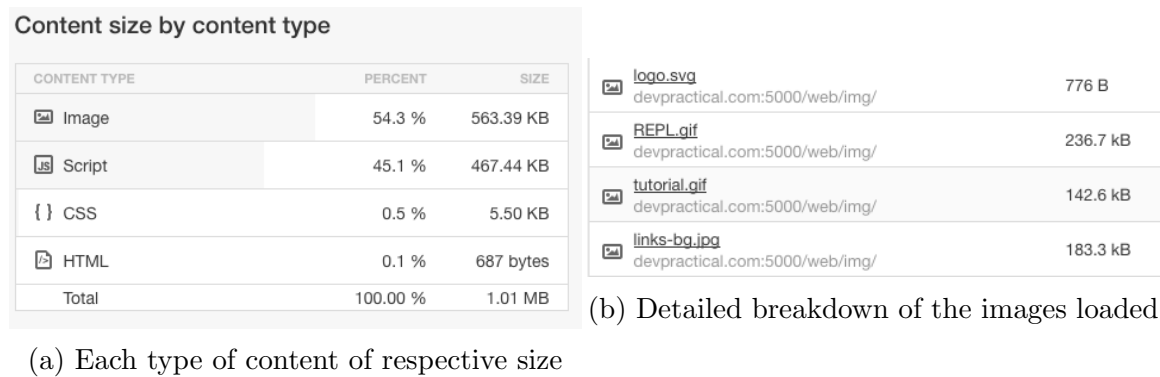 Content size by content type
CONTENT TYPE PERCENT SIZE
Image 54.3 % 563.39 KB
JS Script 45.1 % 467.44 KB
{ } CSS 0.5 % 5.50 KB
HTML 0.1 % 687 bytes
Total 100.00 % 1.01 MB
(a) Each type of content of respective size
logo.svg 776 B
devpractical.com:5000/web/img/
REPL.gif 236.7 kB
devpractical.com:5000/web/img/
tutorial.gif 142.6 kB
devpractical.com:5000/web/img/
links-bg.jpg 183.3 kB
devpractical.com:5000/web/img/
(b) Detailed breakdown of the images loaded